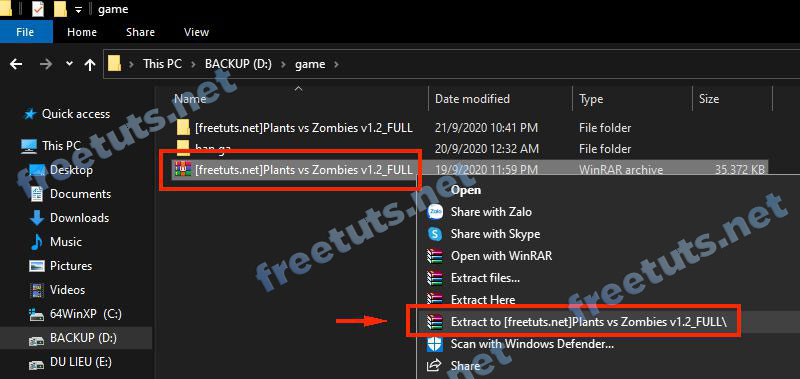 game
File Home Share View
This PC > BACKUP (D:) > game >
Name Date modified Type Size
Quick access
[freetuts.net]Plants vs Zombies v1.2_FULL 21/9/2020 10:41 PM File folder
20/9/2020 12:32 AM File folder
[freetuts.net]Plants vs Zombies v1.2_FULL 19/9/2020 11:59 PM WinRAR archive 35.372 KB
This PC
Desktop
Documents
Downloads
Music
Pictures
Videos
64WinXP (C:)
BACKUP (D:)
DU LIEU (E:)
Open
Share with Zalo
Share with Skype
Open with WinRAR
Extract files...
Extract Here
Extract to [freetuts.net]Plants vs Zombies v1.2_FULL\
Scan with Windows Defender...
Share
freetuts.net
freetuts.net
freetuts.net
freetuts.net
freetuts.net